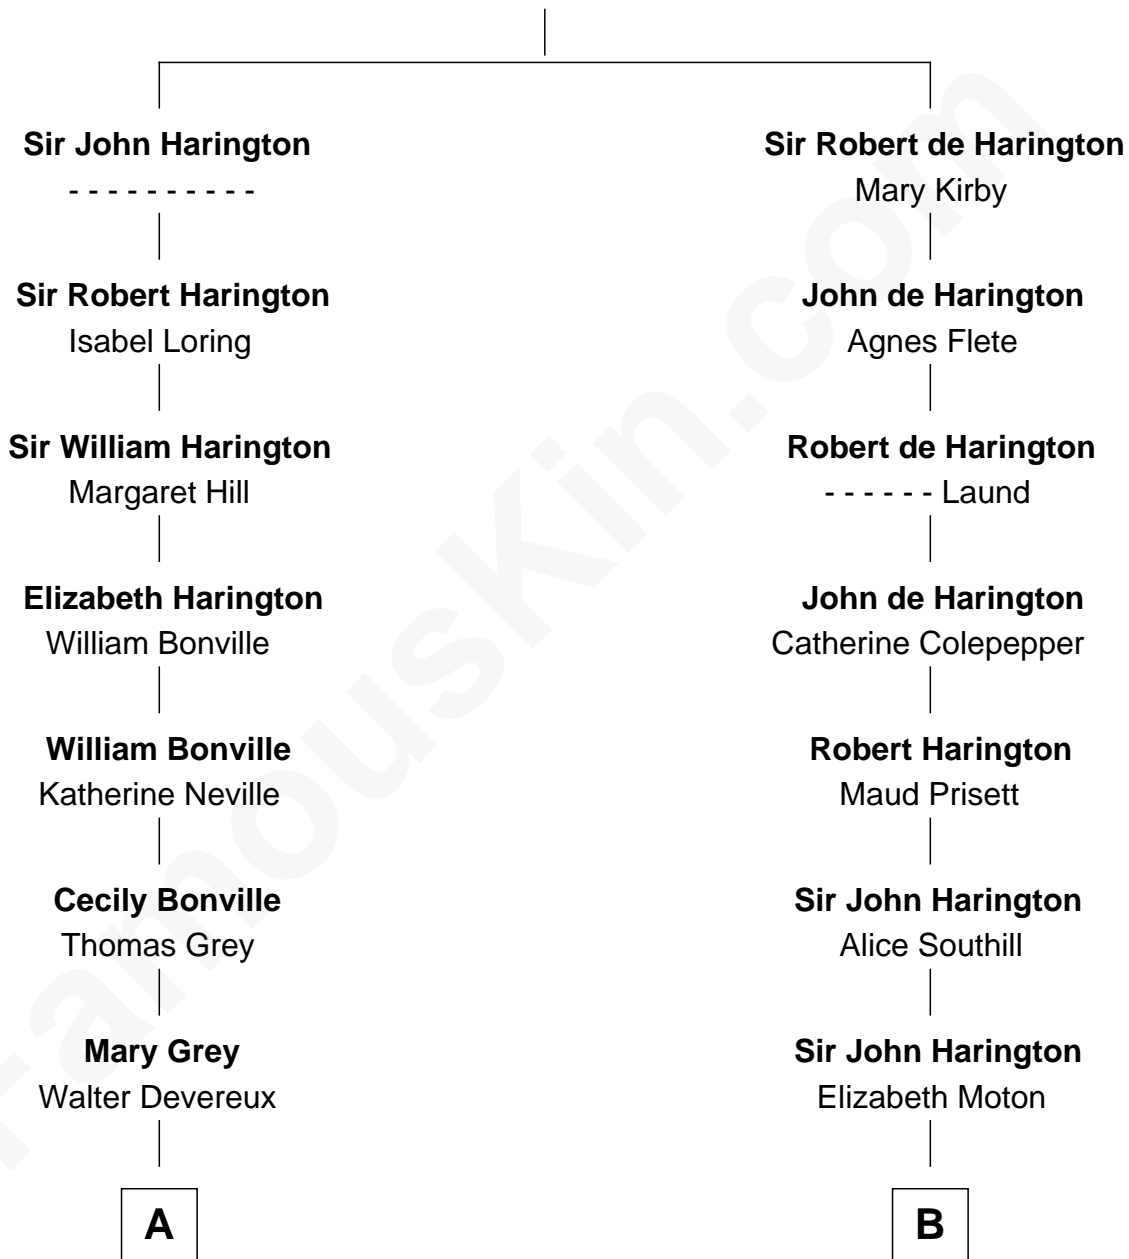 Sir John Harington
- - - - - - - - - -
Sir Robert Harington
Isabel Loring
Sir William Harington
Margaret Hill
Elizabeth Harington
William Bonville
William Bonville
Katherine Neville
Cecily Bonville
Thomas Grey
Mary Grey
Walter Devereux
A
Sir Robert de Harington
Mary Kirby
John de Harington
Agnes Flete
Robert de Harington
- - - - - - Laund
John de Harington
Catherine Colepepper
Robert Harington
Maud Prisett
Sir John Harington
Alice Southill
Sir John Harington
Elizabeth Moton
B
FamousKin.com